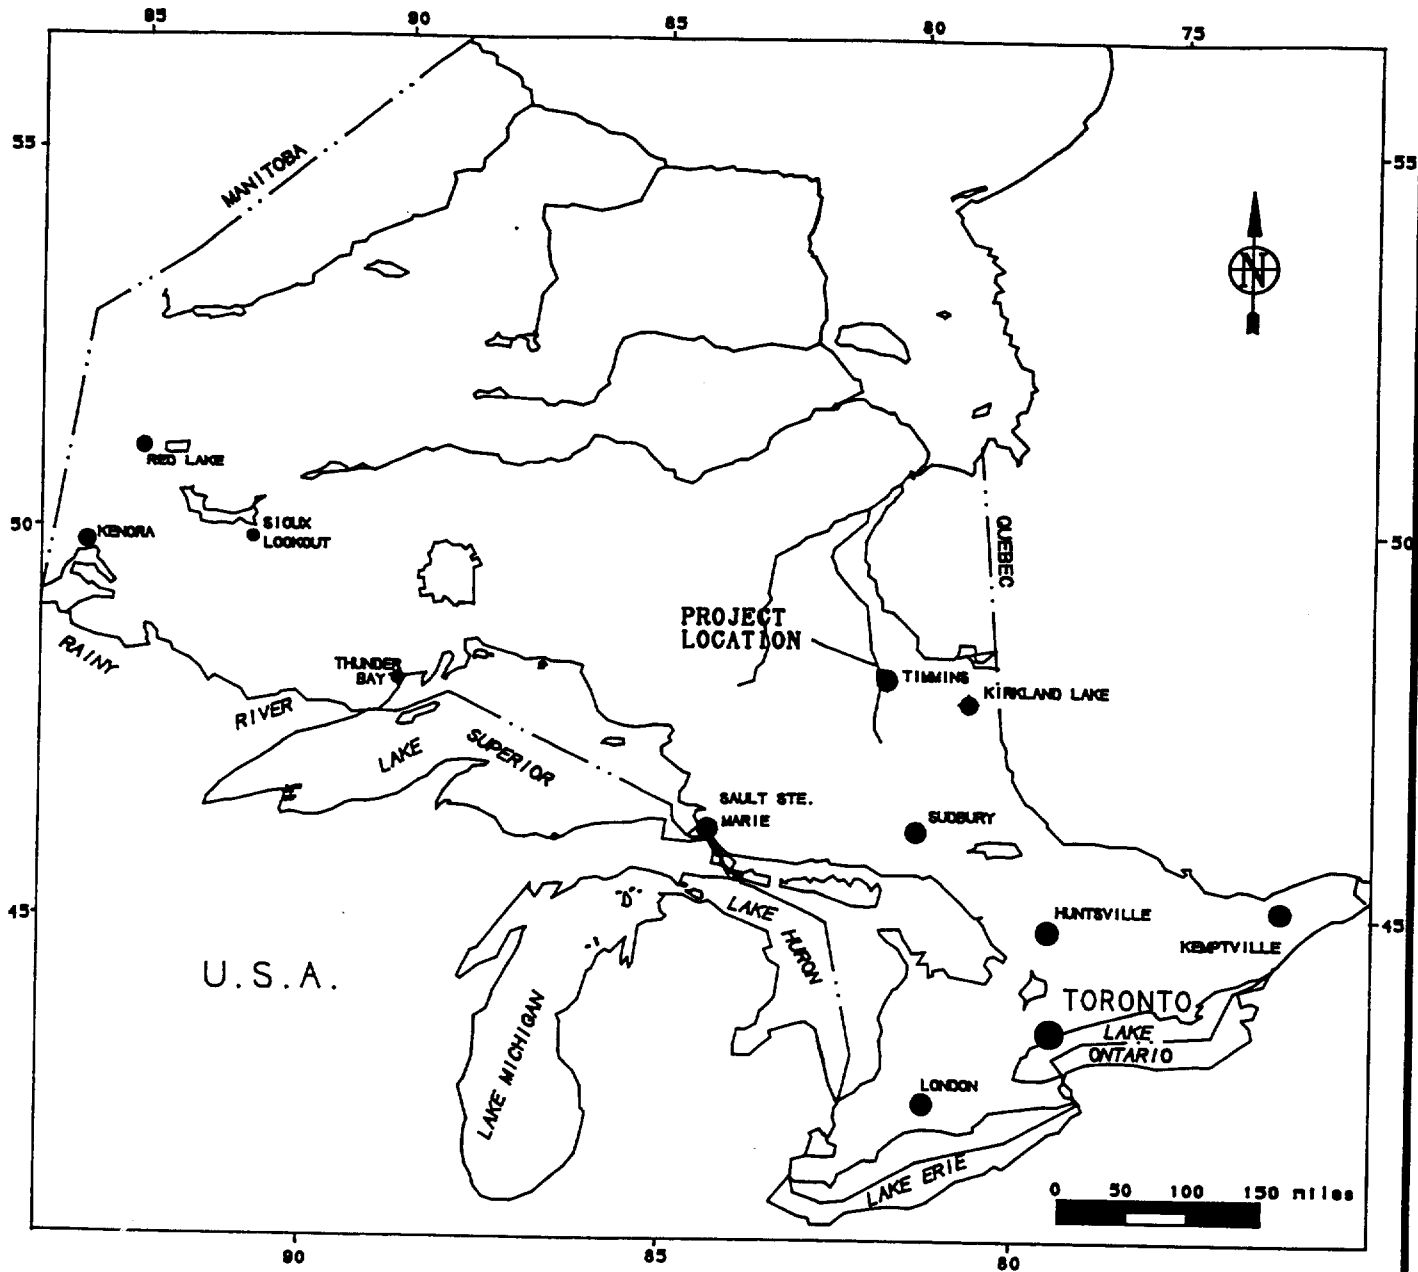 95 90 85 80 75
55
55
MANITOBA
N
RED LAKE
50
50
KENORA
SIOUX
LOOKOUT
QUEBEC
PROJECT
LOCATION
RAINY
RIVER
THUNDER
BAY
TIMMINS
KIRKLAND LAKE
LAKE
SUPERIOR
SAULT STE.
MARIE
SUDBURY
45
45
LAKE
HURON
HUNTSVILLE
KEMPTVILLE
U.S.A.
TORONTO
LAKE
ONTARIO
LAKE MICHIGAN
LONDON
LAKE ERIE
0 50 100 150 miles
90 85 80